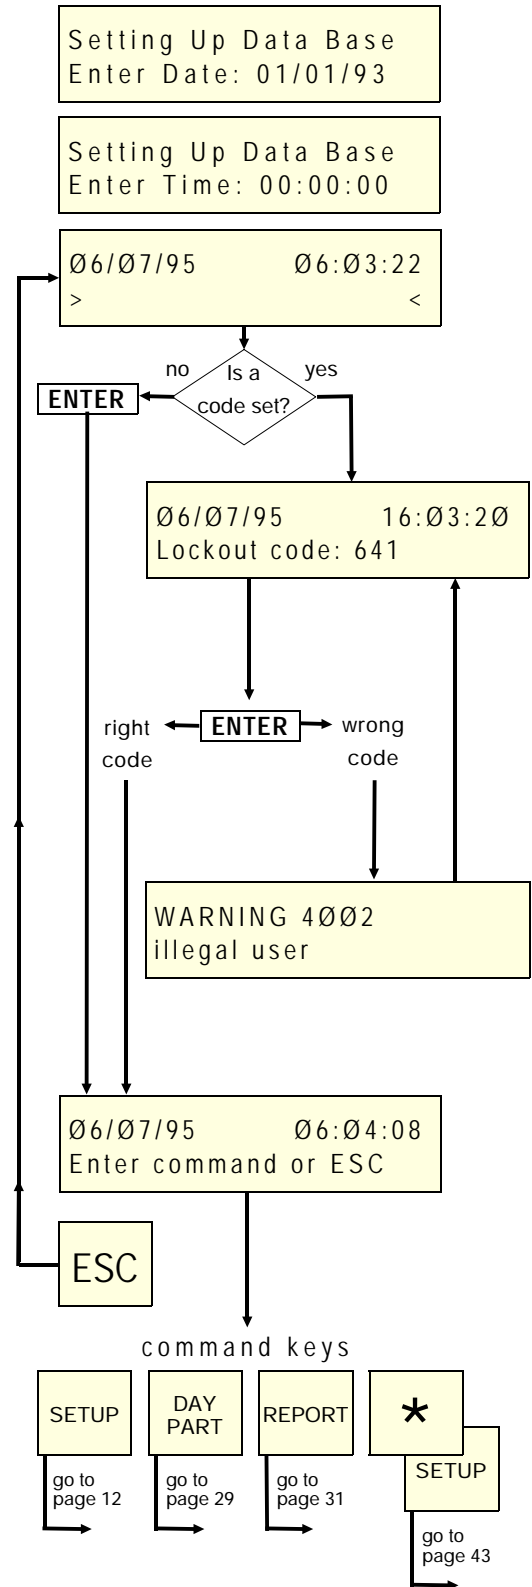 Setting Up Data Base
Enter Date: 01/01/93
Setting Up Data Base
Enter Time: 00:00:00
Ø6/Ø7/95 Ø6:Ø3:22
> <
no Is a yes
code set?
ENTER
Ø6/Ø7/95 16:Ø3:2Ø
Lockout code: 641
right ENTER wrong
code code
WARNING 4ØØ2
illegal user
Ø6/Ø7/95 Ø6:Ø4:08
Enter command or ESC
ESC
command keys
SETUP
DAY
PART
REPORT
*
SETUP
go to
page 12
go to
page 29
go to
page 31
go to
page 43